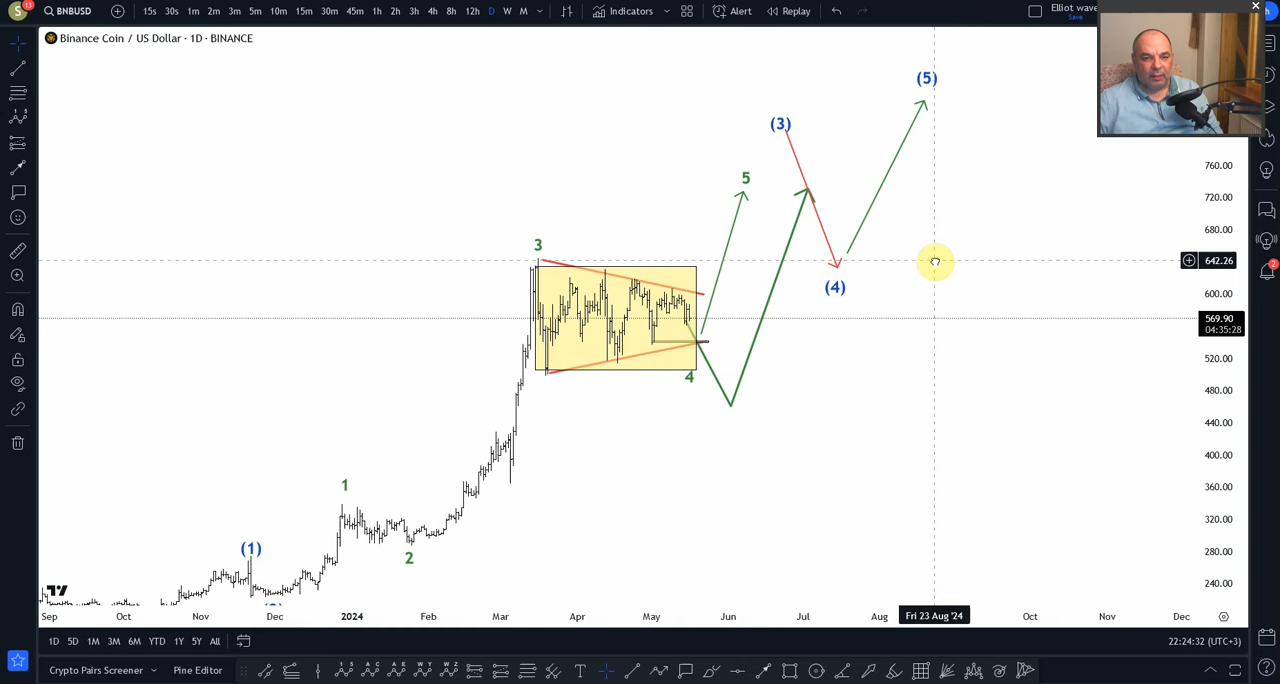 S
13
BNBUSD
15s 30s 1m 2m 3m 5m 10m 15m 30m 45m 1h 2h 3h 4h 8h 12h D W M
Indicators
Alert
Replay
Elliot wave
Save
Binance Coin / US Dollar · 1D · BINANCE
(5)
(3)
760.00
5
720.00
680.00
3
642.26
(4)
600.00
569.90
04:35:28
2
520.00
4
480.00
440.00
400.00
1
360.00
320.00
(1)
2
280.00
240.00
Sep Oct Nov Dec 2024 Feb Mar Apr May Jun Jul Aug Fri 23 Aug '24 Oct Nov Dec
1D 5D 1M 3M 6M YTD 1Y 5Y All
22:24:32 (UTC+3)
Crypto Pairs Screener
Pine Editor